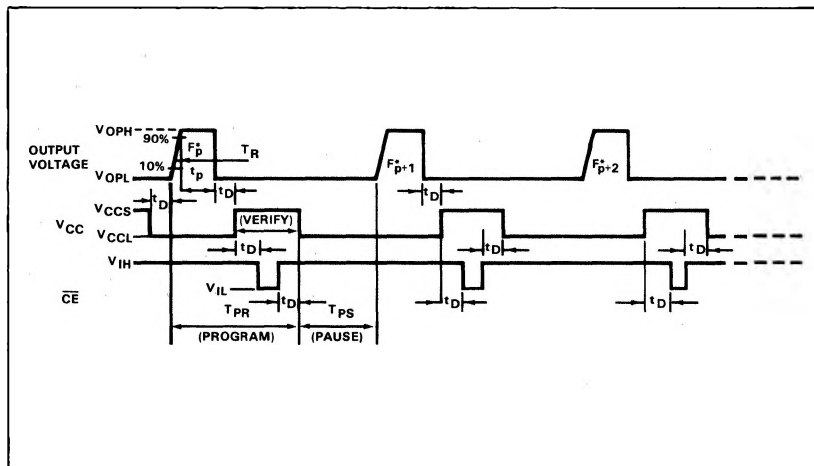 OUTPUT
VOLTAGE
VOPH
90%
10%
VOPL
F*p
TR
tp
tD
F*p+1
tD
F*p+2
VCC
VCCS
VCCL
tD
(VERIFY)
tD
tD
tD
VIH
CE
VIL
tD
tD
tD
TPR
(PROGRAM)
TPS
(PAUSE)